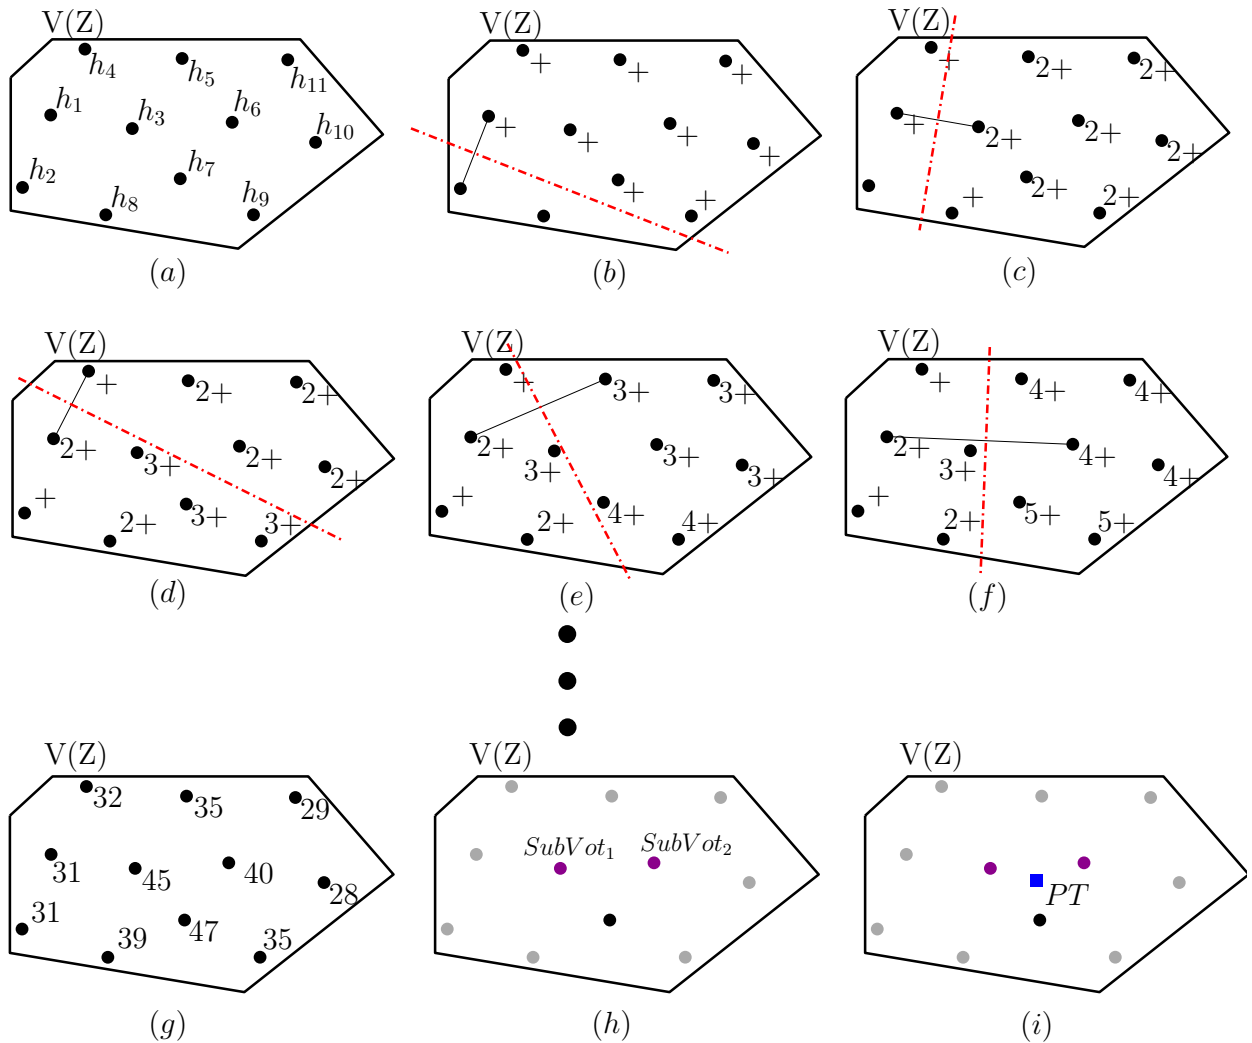 V(Z)
h4
h5
h11
h1
h3
h6
h10
h2
h7
h8
h9
(a)
V(Z)
+
+
+
+
+
+
+
+
+
(b)
V(Z)
+
2+
2+
+
2+
2+
2+
2+
+
2+
(c)
V(Z)
+
2+
2+
2+
3+
2+
2+
+
3+
2+
3+
(d)
V(Z)
+
3+
3+
2+
3+
3+
3+
+
4+
2+
4+
(e)
V(Z)
+
4+
4+
2+
3+
4+
4+
+
5+
2+
5+
(f)
V(Z)
32
35
29
31
45
40
28
31
47
39
35
(g)
V(Z)
SubVot1
SubVot2
(h)
V(Z)
PT
(i)